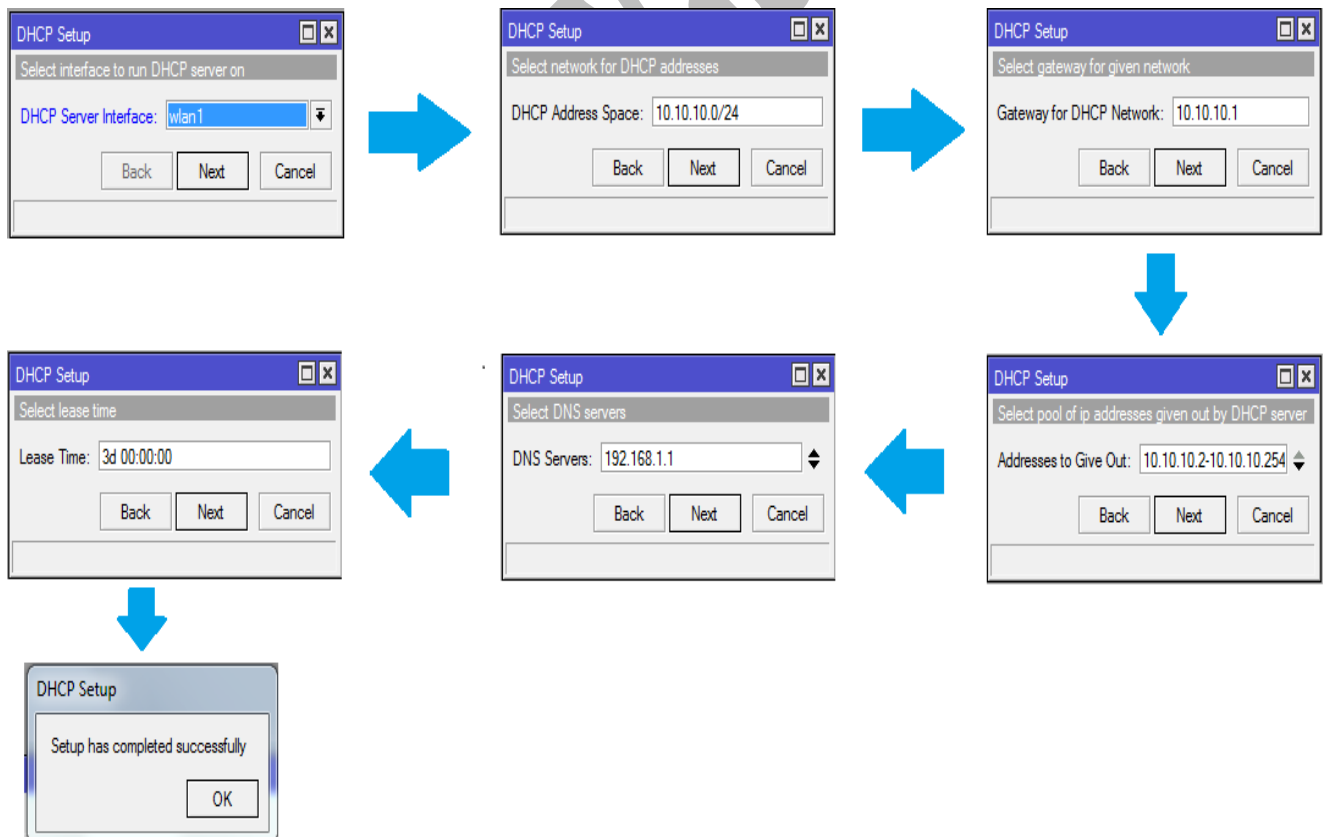 DHCP Setup
Select interface to run DHCP server on
DHCP Server Interface: wlan1
Back Next Cancel
DHCP Setup
Select network for DHCP addresses
DHCP Address Space: 10.10.10.0/24
Back Next Cancel
DHCP Setup
Select gateway for given network
Gateway for DHCP Network: 10.10.10.1
Back Next Cancel
DHCP Setup
Select pool of ip addresses given out by DHCP server
Addresses to Give Out: 10.10.10.2-10.10.10.254
Back Next Cancel
DHCP Setup
Select DNS servers
DNS Servers: 192.168.1.1
Back Next Cancel
DHCP Setup
Select lease time
Lease Time: 3d 00:00:00
Back Next Cancel
DHCP Setup
Setup has completed successfully
OK